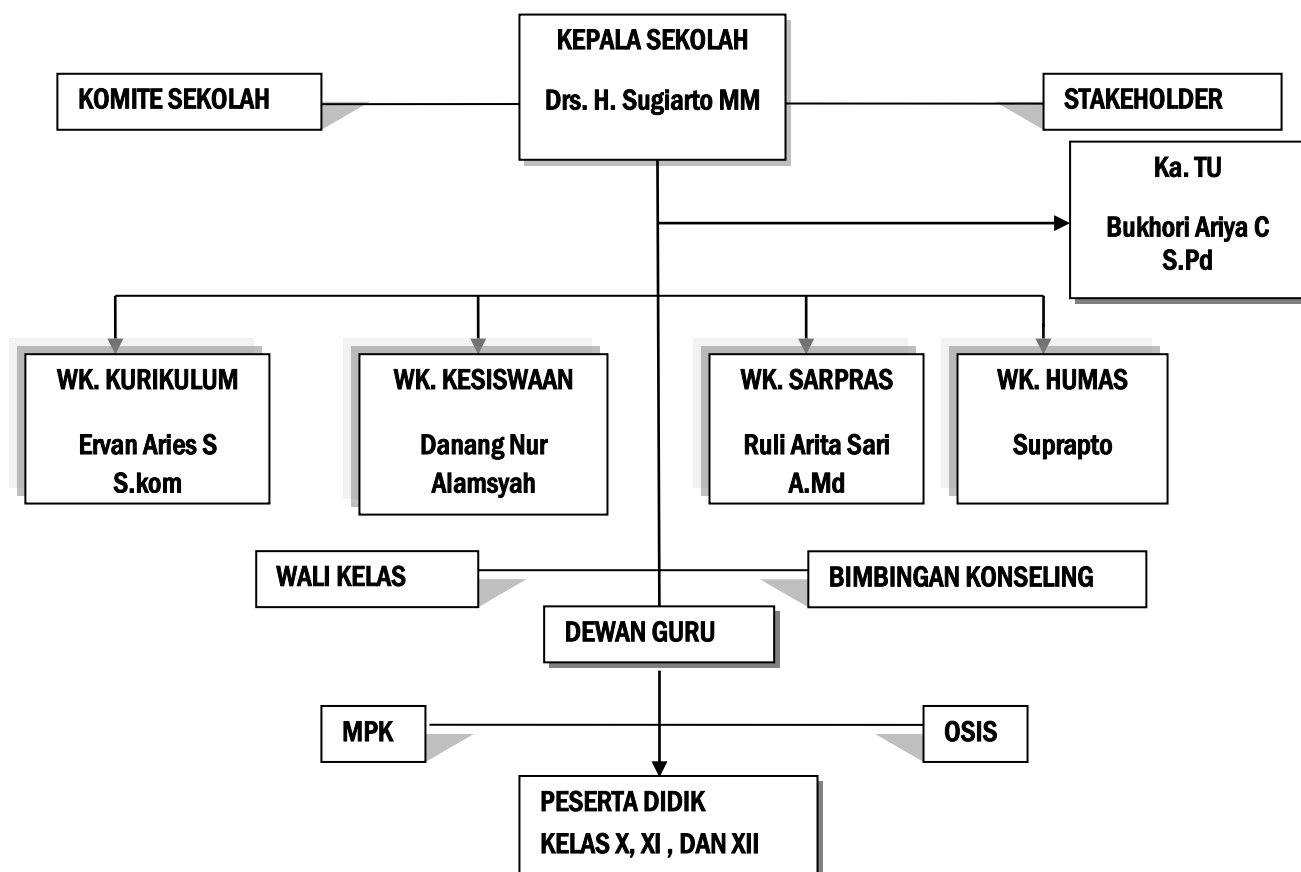 KEPALA SEKOLAH
Drs. H. Sugiarto MM
KOMITE SEKOLAH
STAKEHOLDER
Ka. TU
Bukhori Ariya C
S.Pd
WK. KURIKULUM
Ervan Aries S
S.kom
WK. KESISWAAN
Danang Nur
Alamsyah
WK. SARPRAS
Ruli Arita Sari
A.Md
WK. HUMAS
Suprapto
WALI KELAS
BIMBINGAN KONSELING
DEWAN GURU
MPK
OSIS
PESERTA DIDIK
KELAS X, XI , DAN XII